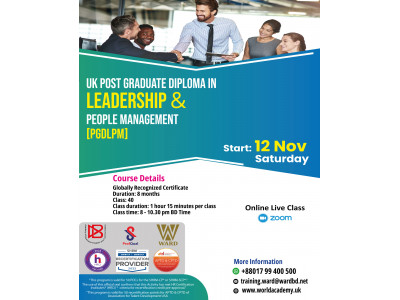 UK POST GRADUATE DIPLOMA IN
LEADERSHIP &
PEOPLE MANAGEMENT
[PGDLPM]
Start: 12 Nov
Saturday
Course Details
Globally Recognized Certificate
Duration: 8 months
Class: 40
Class duration: 1 hour 15 minutes per class
Class time: 8 - 10.30 pm BD Time
Online Live Class
zoom
WARD
RECERTIFICATION
PROVIDER
More Information
+88017 99 400 500
training.ward@wardbd.net
www.worldacademy.uk